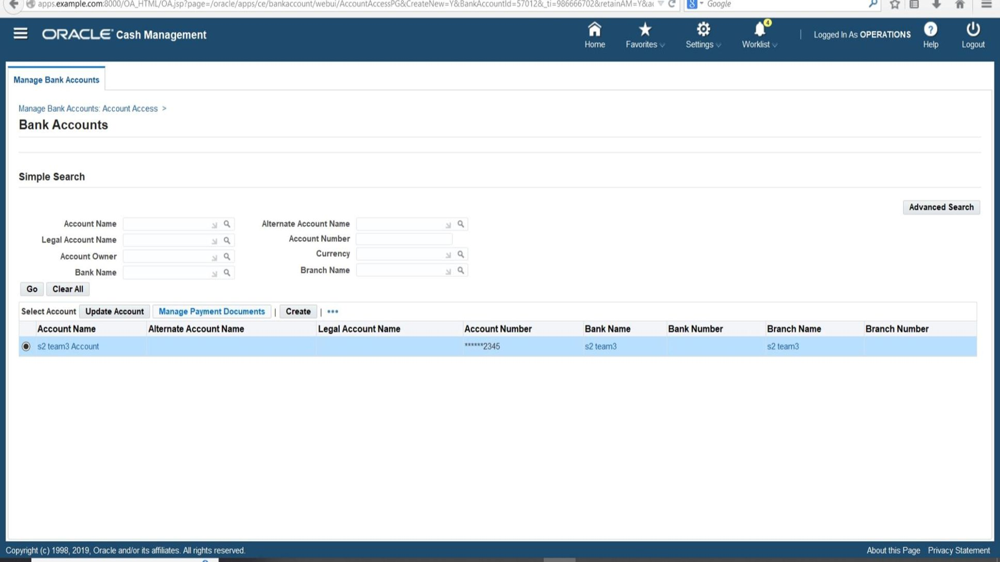 apps.example.com:8000/OA_HTML/OA.jsp?page=/oracle/apps/ce/bankaccount/webui/AccountAccessPG&CreateNew=Y&BankAccountId=57012&_ti=986666702&retainAM=Y&ac
8 Google
ORACLE Cash Management
4
Home Favorites Settings Worklist Logged In As OPERATIONS Help Logout
Manage Bank Accounts
Manage Bank Accounts: Account Access >
Bank Accounts
Simple Search
Advanced Search
Account Name Alternate Account Name
Legal Account Name Account Number
Account Owner Currency
Bank Name Branch Name
Go Clear All
Select Account Update Account Manage Payment Documents | Create | •••
Account Name Alternate Account Name Legal Account Name Account Number Bank Name Bank Number Branch Name Branch Number
s2 team3 Account ******2345 s2 team3 s2 team3
Copyright (c) 1998, 2019, Oracle and/or its affiliates. All rights reserved. About this Page Privacy Statement